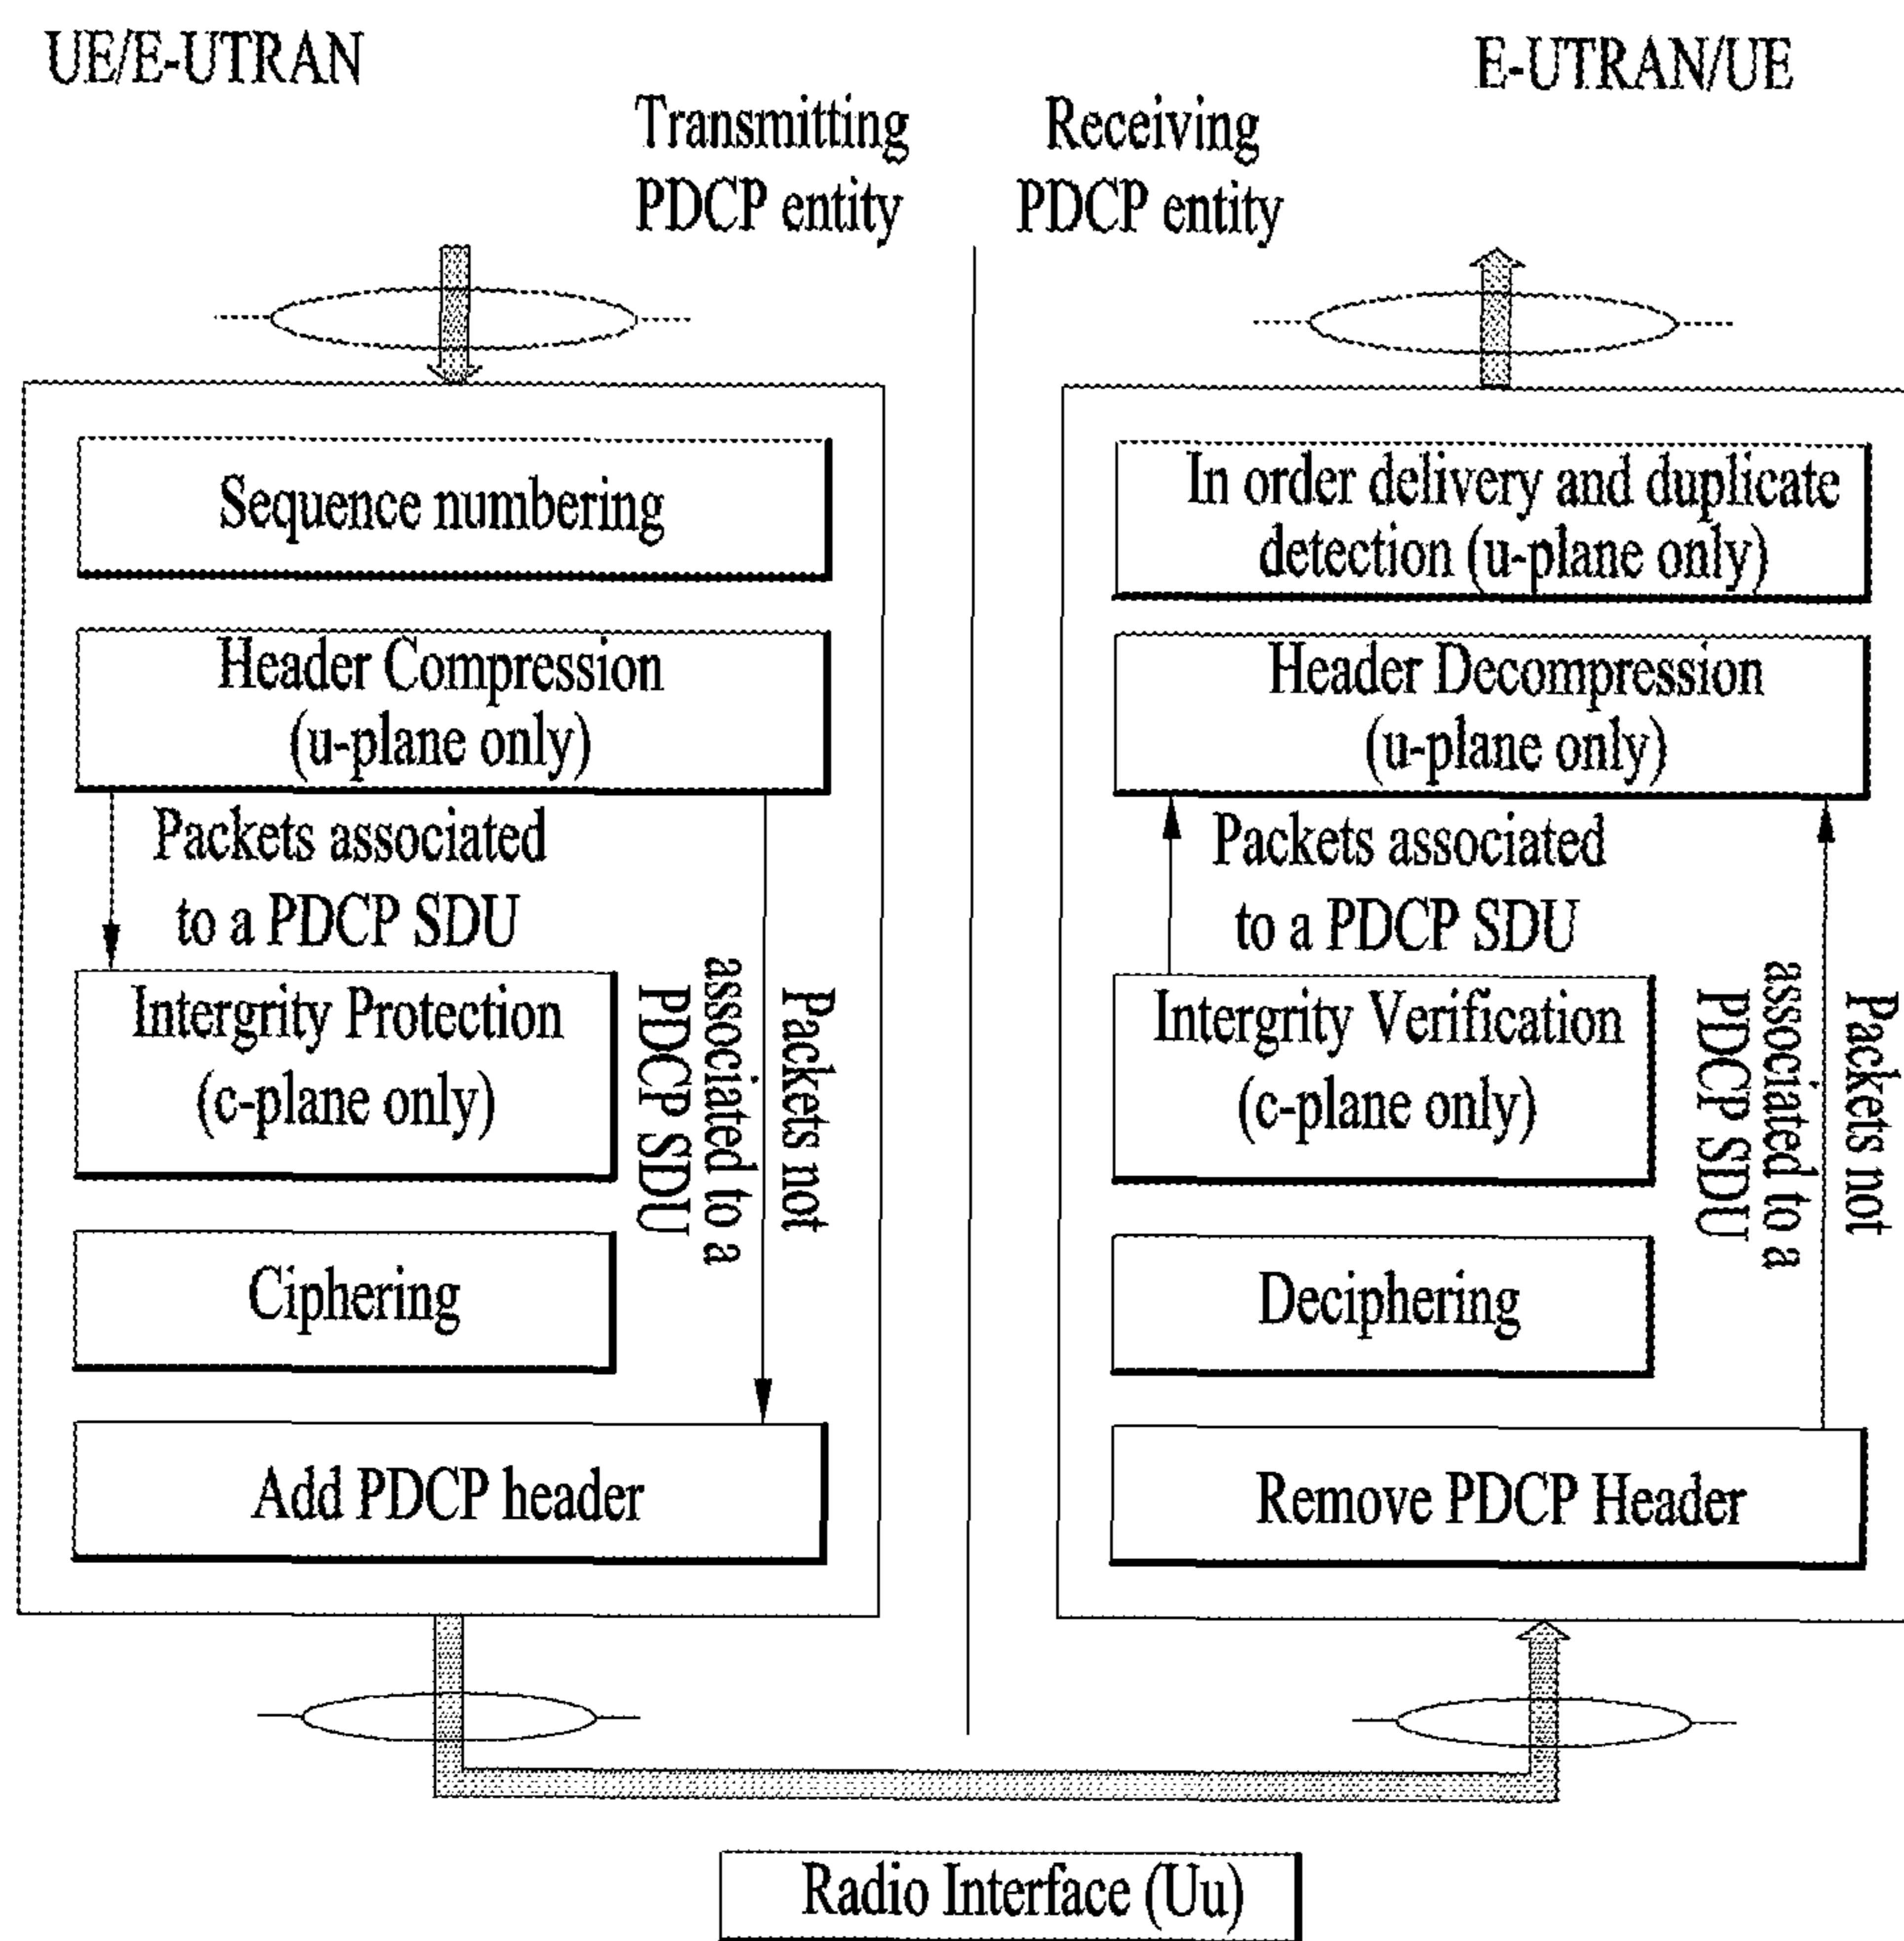 UE/E-UTRAN
E-UTRAN/UE
Transmitting
PDCP entity
Receiving
PDCP entity
Sequence numbering
Header Compression
(u-plane only)
Packets associated
to a PDCP SDU
Intergrity Protection
(c-plane only)
Packets not
associated to a
PDCP SDU
Ciphering
Add PDCP header
In order delivery and duplicate
detection (u-plane only)
Header Decompression
(u-plane only)
Packets associated
to a PDCP SDU
Intergrity Verification
(c-plane only)
Packets not
associated to a
PDCP SDU
Deciphering
Remove PDCP Header
Radio Interface (Uu)